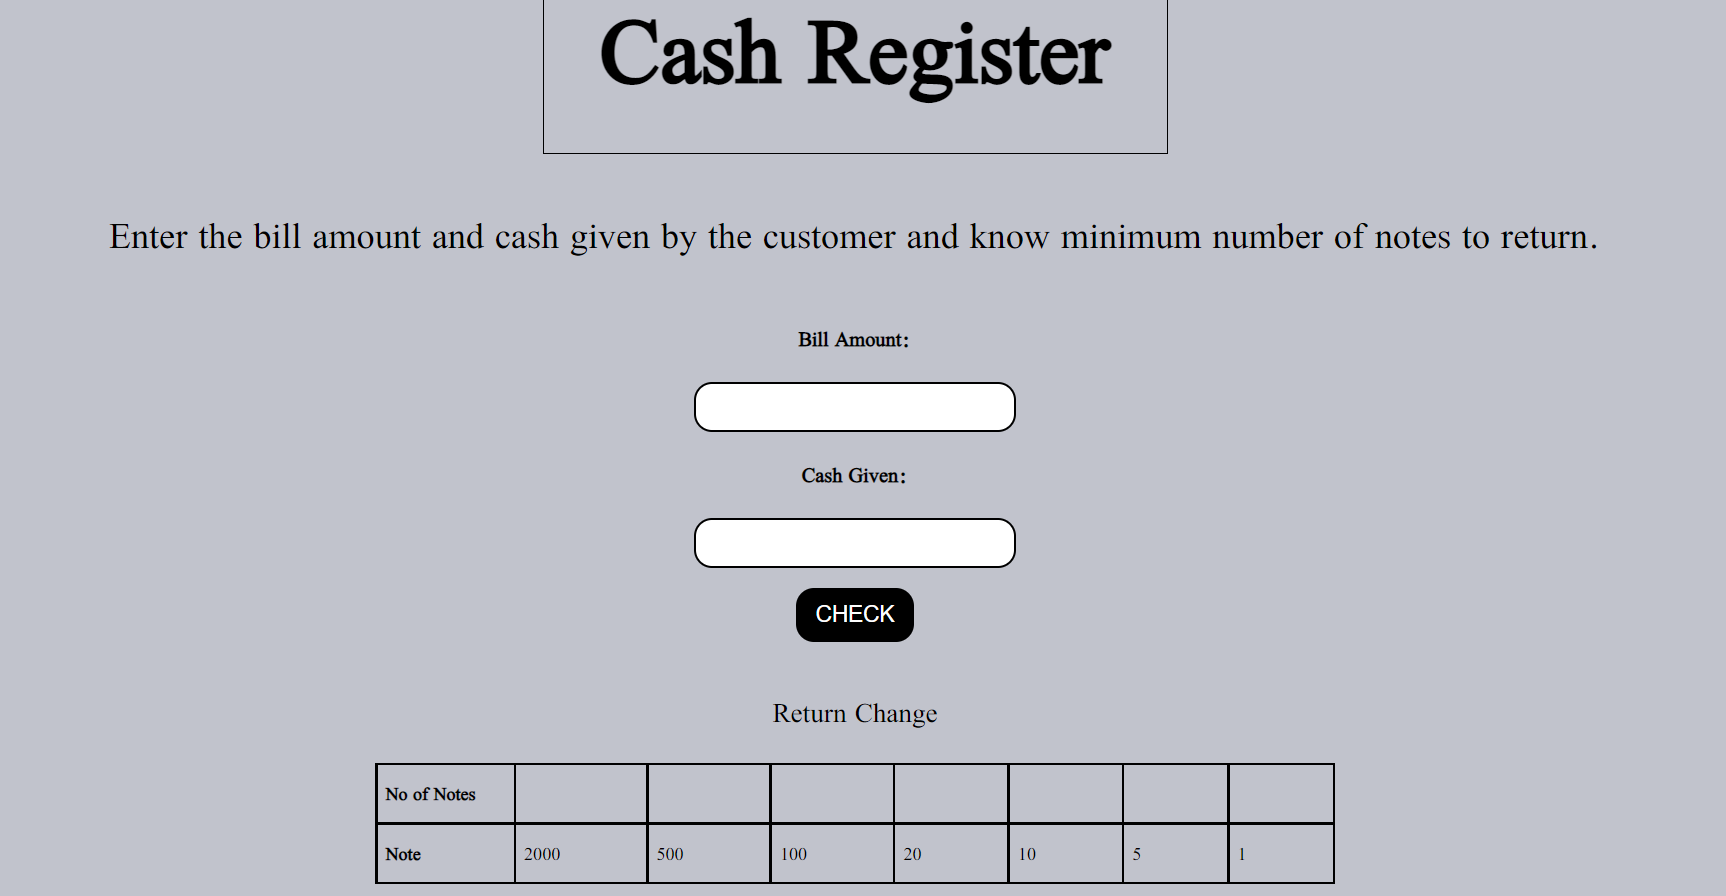 Cash Register
Enter the bill amount and cash given by the customer and know minimum number of notes to return.
Bill Amount:
Cash Given:
CHECK
Return Change
No of Notes
Note 2000 500 100 20 10 5 1